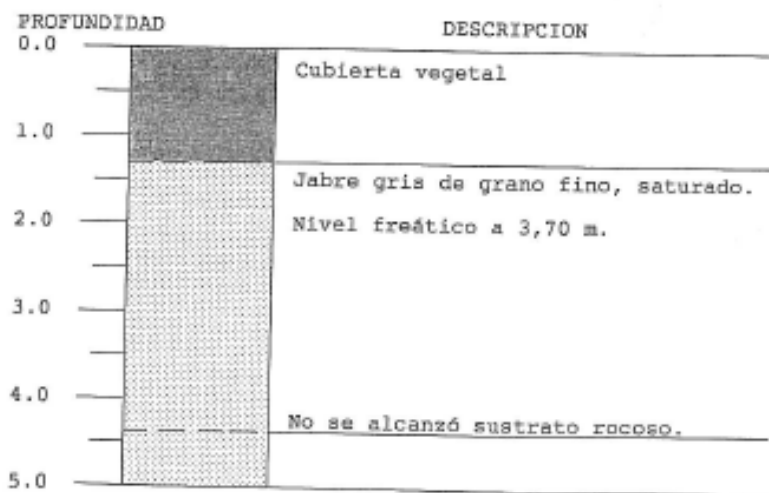 PROFUNDIDAD DESCRIPCION
0.0
Cubierta vegetal
1.0
Jabre gris de grano fino, saturado.
2.0
Nivel freático a 3,70 m.
3.0
4.0
No se alcanzó sustrato rocoso.
5.0